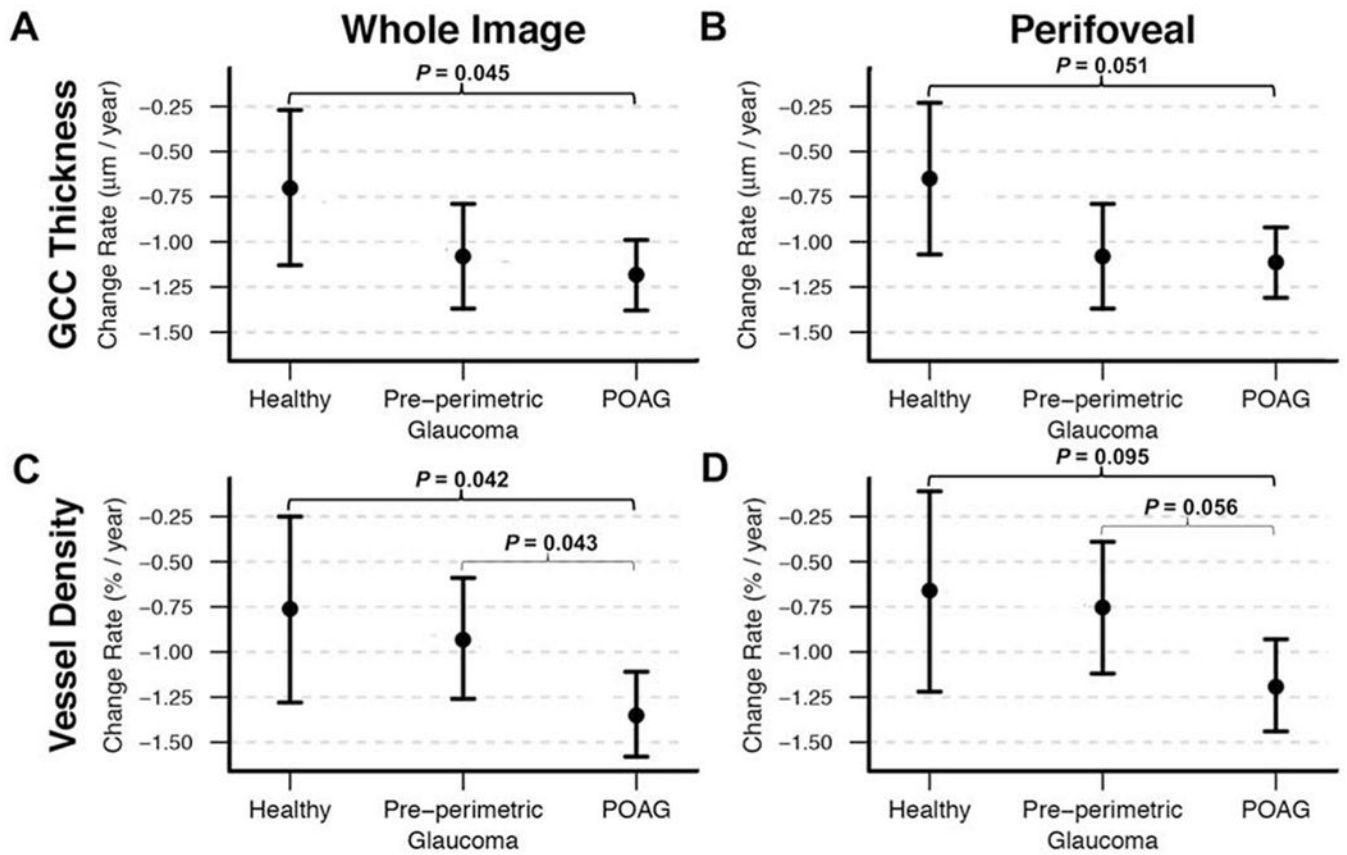 A
Whole Image
B
Perifoveal
GCC Thickness
Change Rate (µm / year)
P = 0.045
−0.25
−0.50
−0.75
−1.00
−1.25
−1.50
Healthy
Pre−perimetric
Glaucoma
POAG
Change Rate (µm / year)
P = 0.051
−0.25
−0.50
−0.75
−1.00
−1.25
−1.50
Healthy
Pre−perimetric
Glaucoma
POAG
C
Vessel Density
Change Rate (% / year)
P = 0.042
P = 0.043
−0.25
−0.50
−0.75
−1.00
−1.25
−1.50
Healthy
Pre−perimetric
Glaucoma
POAG
D
Change Rate (% / year)
P = 0.095
P = 0.056
−0.25
−0.50
−0.75
−1.00
−1.25
−1.50
Healthy
Pre−perimetric
Glaucoma
POAG